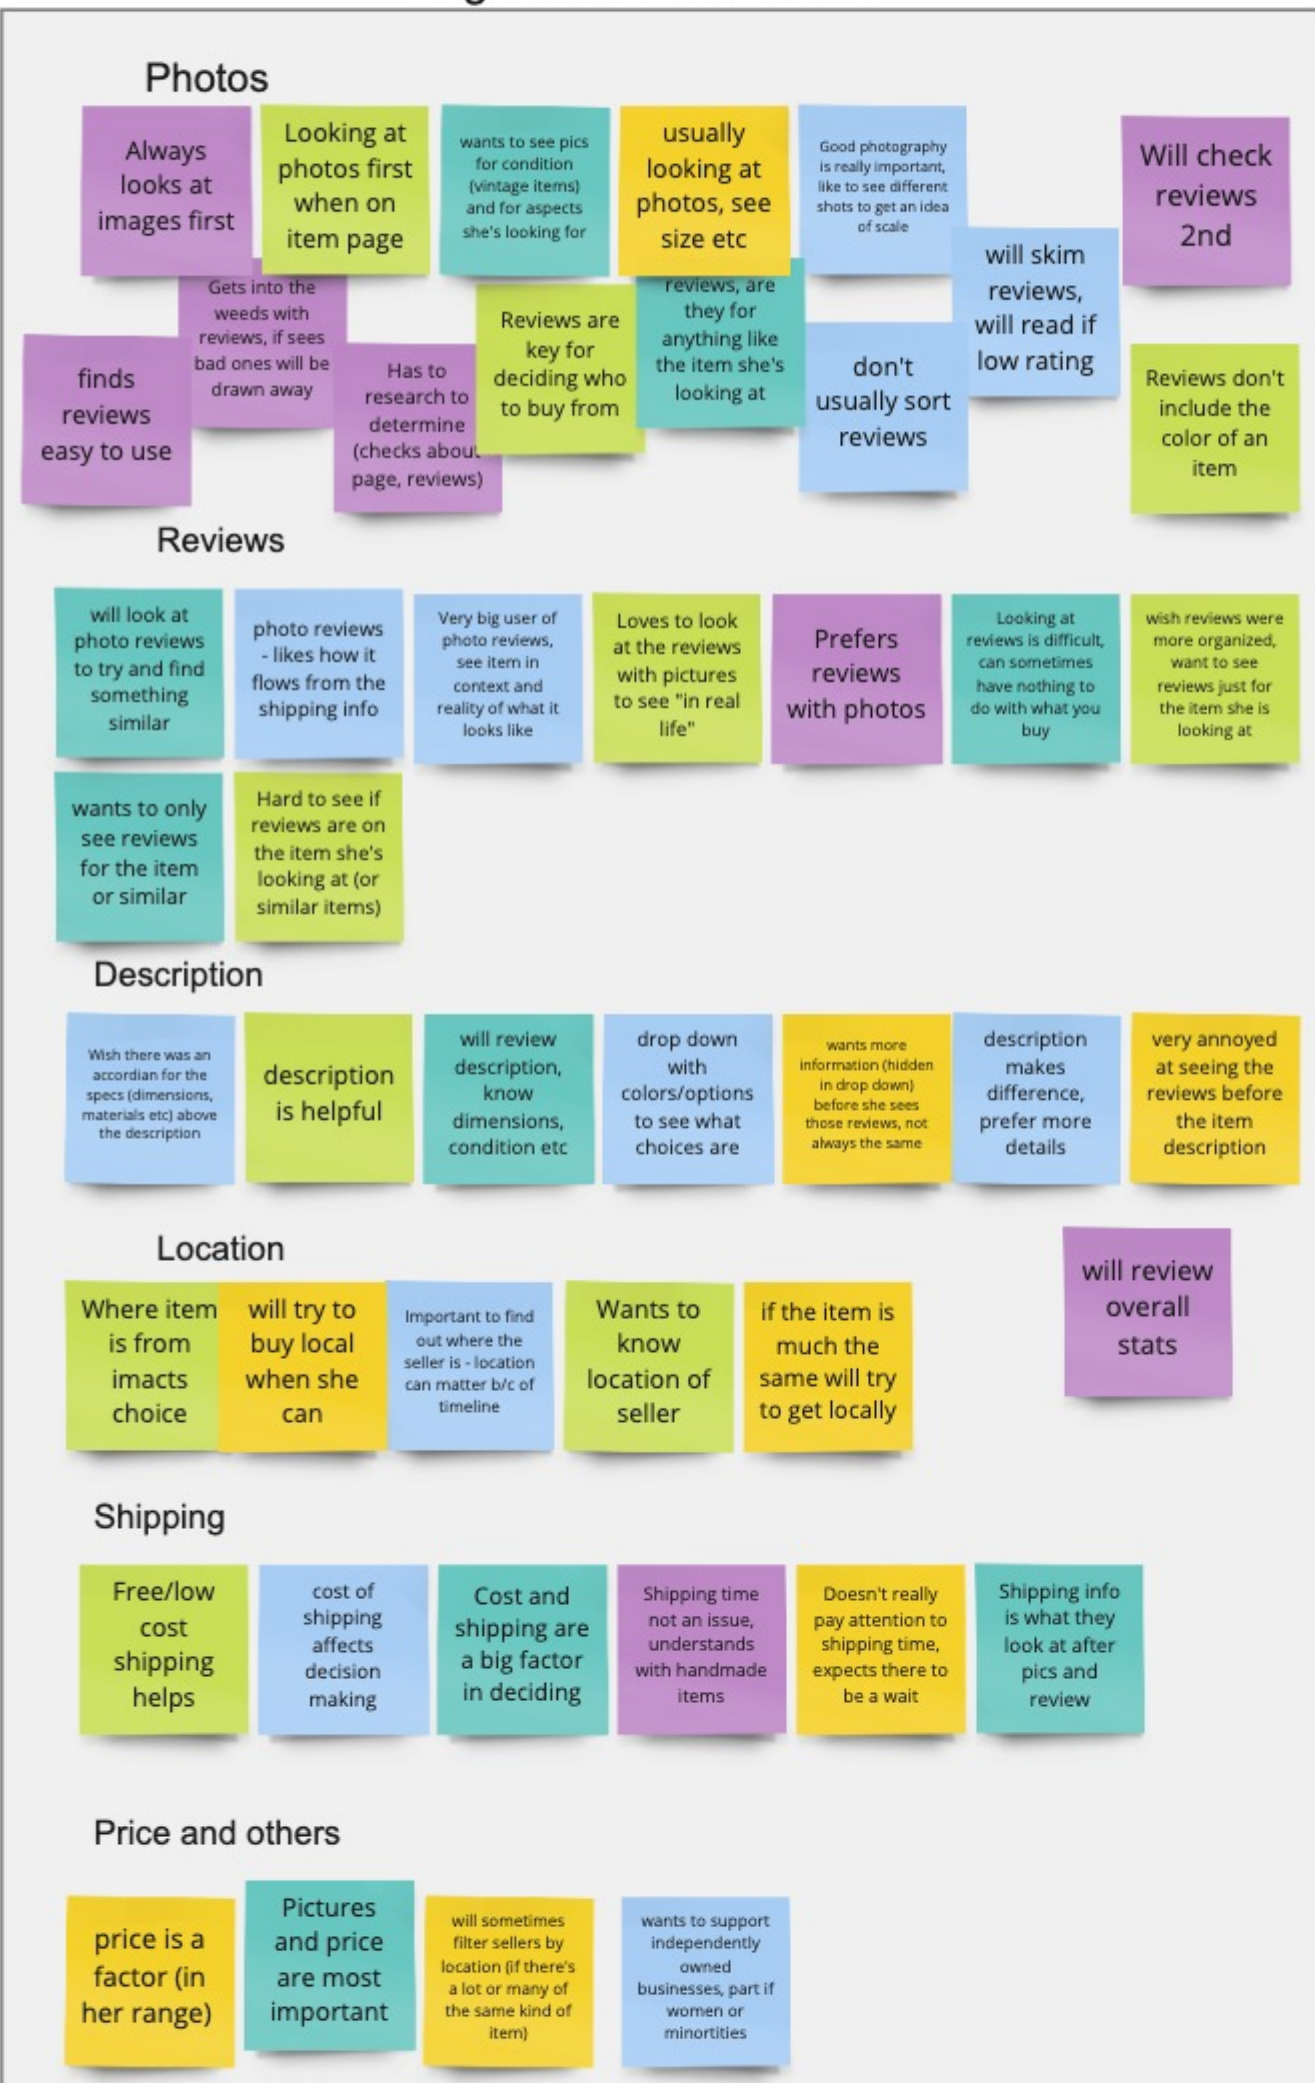 Photos
Always
looks at
images first
Looking at
photos first
when on
item page
wants to see pics
for condition
(vintage items)
and for aspects
she's looking for
usually
looking at
photos, see
size etc
Good photography
is really important,
like to see different
shots to get an idea
of scale
Will check
reviews
2nd
will skim
reviews,
will read if
low rating
Gets into the
weeds with
reviews, if sees
bad ones will be
drawn away
finds
reviews
easy to use
Has to
research to
determine
(checks about
page, reviews)
Reviews are
key for
deciding who
to buy from
reviews, are
they for
anything like
the item she's
looking at
don't
usually sort
reviews
Reviews don't
include the
color of an
item
Reviews
will look at
photo reviews
to try and find
something
similar
photo reviews
- likes how it
flows from the
shipping info
Very big user of
photo reviews,
see item in
context and
reality of what it
looks like
Loves to look
at the reviews
with pictures
to see "in real
life"
Prefers
reviews
with photos
Looking at
reviews is difficult,
can sometimes
have nothing to
do with what you
buy
wish reviews were
more organized,
want to see
reviews just for
the item she is
looking at
wants to only
see reviews
for the item
or similar
Hard to see if
reviews are on
the item she's
looking at (or
similar items)
Description
Wish there was an
accordian for the
specs (dimensions,
materials etc) above
the description
description
is helpful
will review
description,
know
dimensions,
condition etc
drop down
with
colors/options
to see what
choices are
wants more
information (hidden
in drop down)
before she sees
those reviews, not
always the same
description
makes
difference,
prefer more
details
very annoyed
at seeing the
reviews before
the item
description
Location
Where item
is from
imacts
choice
will try to
buy local
when she
can
Important to find
out where the
seller is - location
can matter b/c of
timeline
Wants to
know
location of
seller
if the item is
much the
same will try
to get locally
will review
overall
stats
Shipping
Free/low
cost
shipping
helps
cost of
shipping
affects
decision
making
Cost and
shipping are
a big factor
in deciding
Shipping time
not an issue,
understands
with handmade
items
Doesn't really
pay attention to
shipping time,
expects there to
be a wait
Shipping info
is what they
look at after
pics and
review
Price and others
price is a
factor (in
her range)
Pictures
and price
are most
important
will sometimes
filter sellers by
location (if there's
a lot or many of
the same kind of
item)
wants to support
independently
owned
businesses, part if
women or
minortities